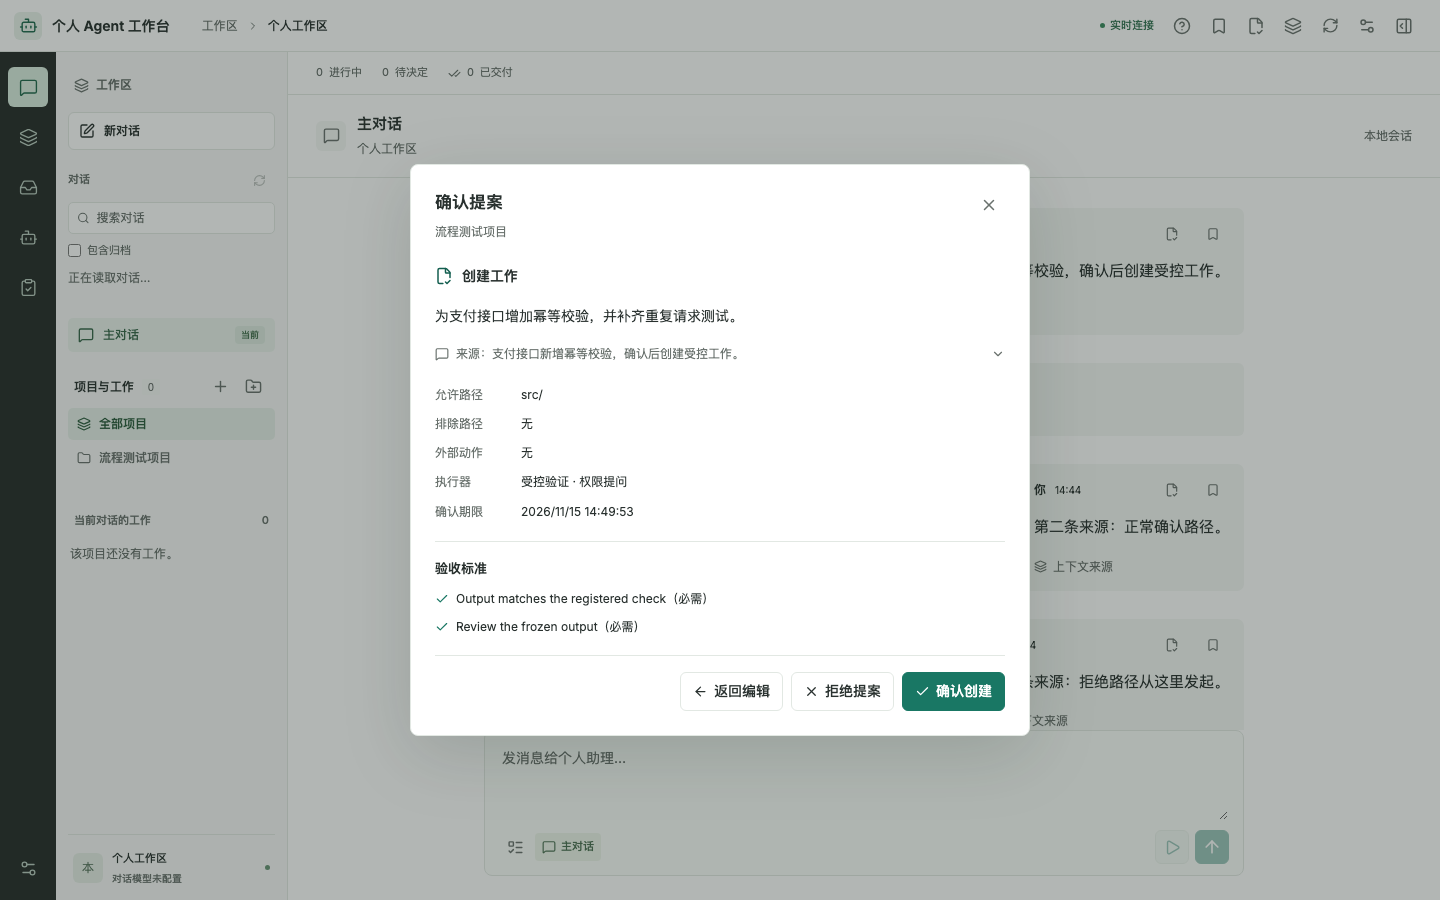 个人 Agent 工作台
工作区
个人工作区
实时连接
工作区
新对话
对话
搜索对话
包含归档
正在读取对话...
主对话
当前
项目与工作 0
全部项目
流程测试项目
当前对话的工作 0
该项目还没有工作。
个人工作区
本
对话模型未配置
0 进行中 0 待决定 0 已交付
主对话
个人工作区
本地会话
校验，确认后创建受控工作。
你 14:44
第二条来源：正常确认路径。
上下文来源
4
来源：拒绝路径从这里发起。
文来源
确认提案
流程测试项目
创建工作
为支付接口增加幂等校验，并补齐重复请求测试。
来源：支付接口新增幂等校验，确认后创建受控工作。
允许路径 src/
排除路径 无
外部动作 无
执行器 受控验证 · 权限提问
确认期限 2026/11/15 14:49:53
验收标准
Output matches the registered check（必需）
Review the frozen output（必需）
返回编辑 拒绝提案 确认创建
发消息给个人助理...
主对话